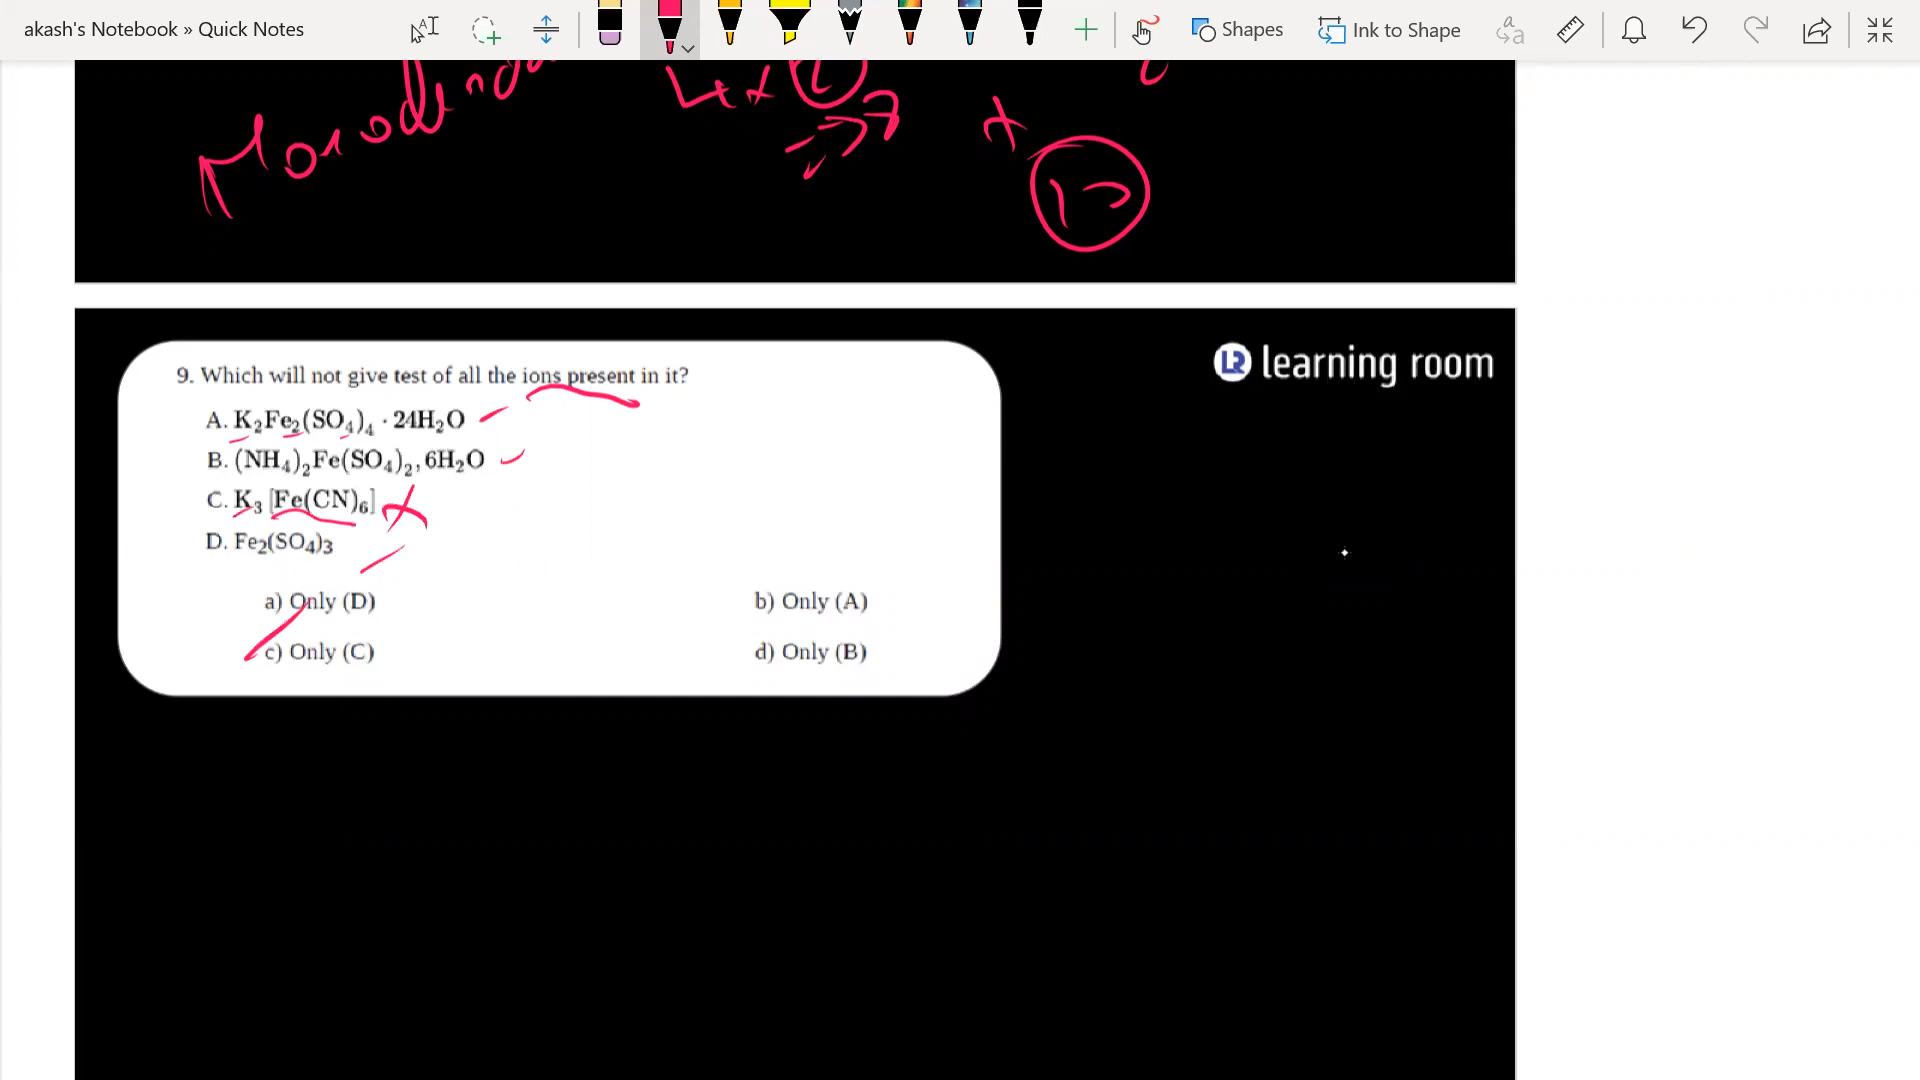 akash's Notebook » Quick Notes
Shapes
Ink to Shape
4x
learning room
9. Which will not give test of all the ions present in it?
A. K₂Fe₂(SO₄)₄ · 24H₂O
B. (NH₄)₂Fe(SO₄)₂, 6H₂O
C. K₃ [Fe(CN)₆]
D. Fe₂(SO₄)₃
a) Only (D)
b) Only (A)
c) Only (C)
d) Only (B)